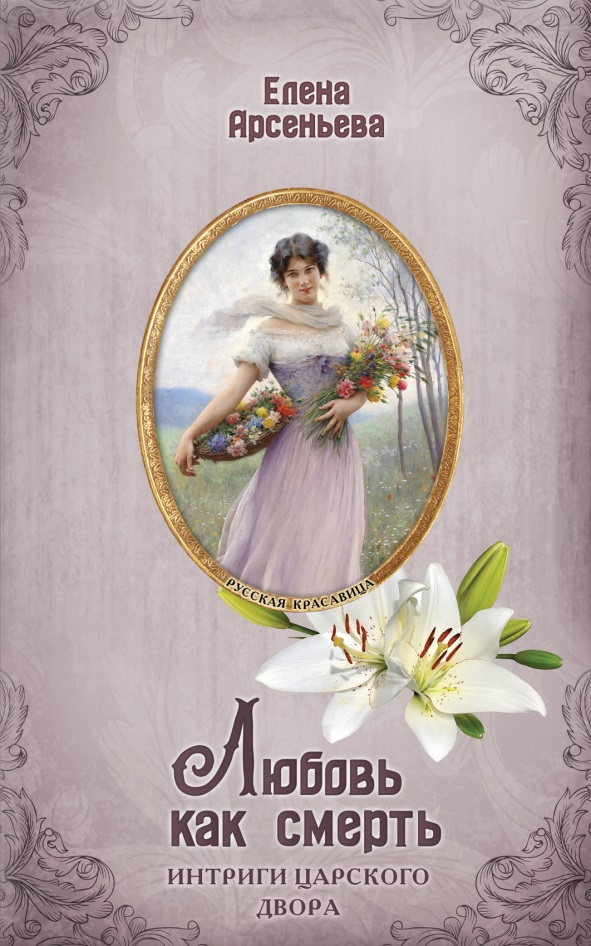 Елена
Арсеньева
РУССКАЯ КРАСАВИЦА
Любовь
как смерть
ИНТРИГИ ЦАРСКОГО
ДВОРА